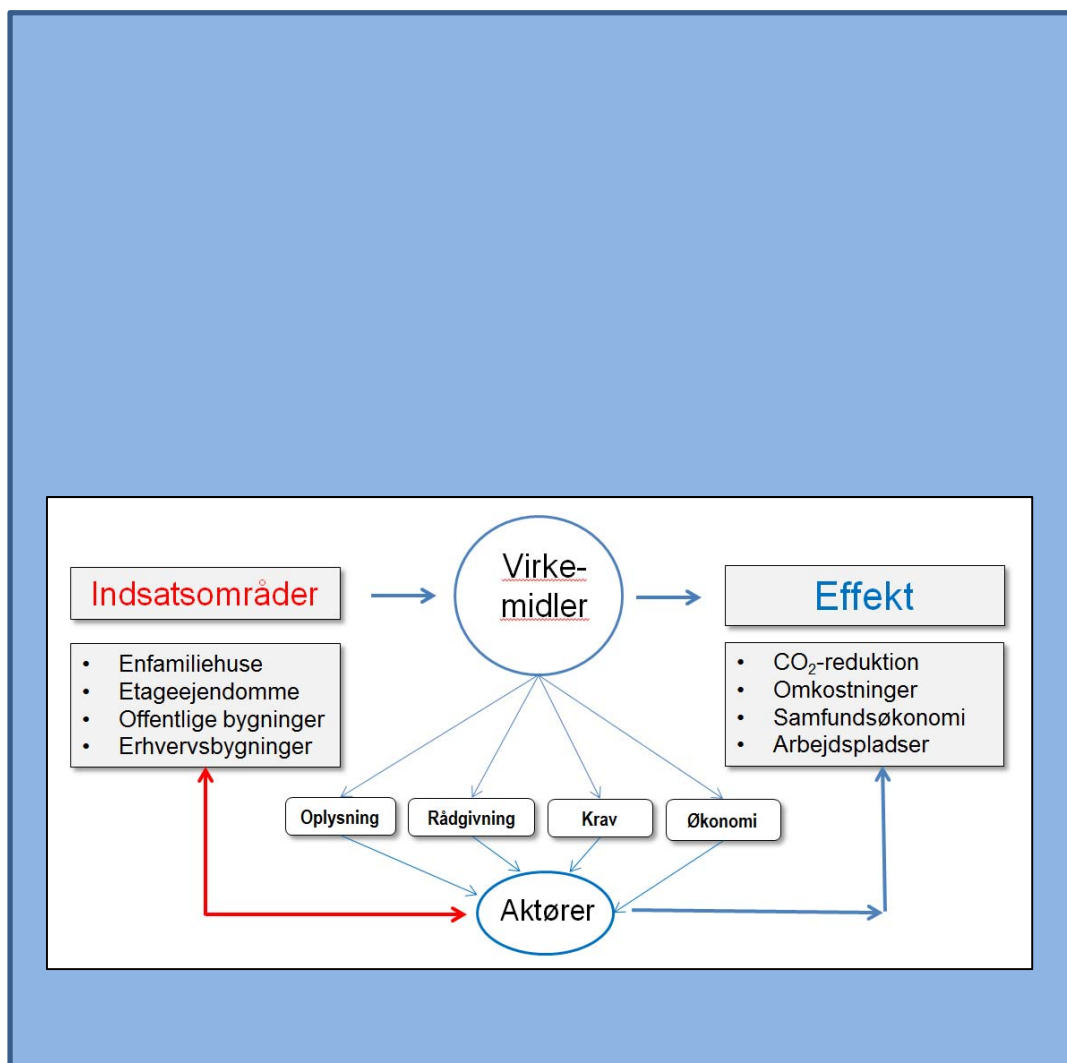 Indsatsområder
Virke-
midler
Effekt
• Enfamiliehuse
• Etageejendomme
• Offentlige bygninger
• Erhvervsbygninger
• CO₂-reduktion
• Omkostninger
• Samfundsøkonomi
• Arbejdspladser
Oplysning
Rådgivning
Krav
Økonomi
Aktører